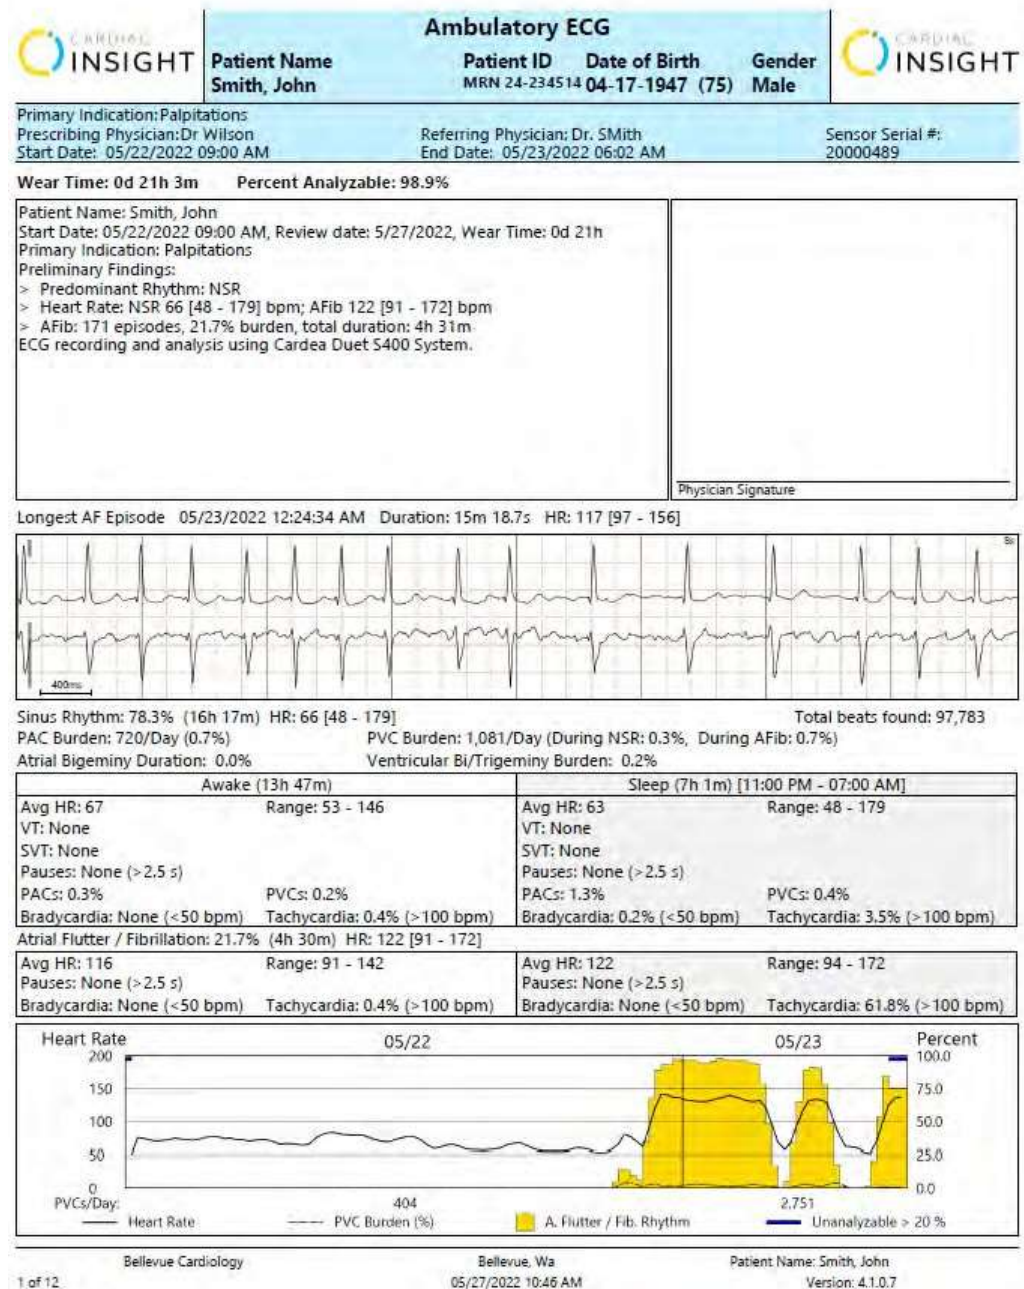 CARDIAC
INSIGHT
Ambulatory ECG
Patient Name Patient ID Date of Birth Gender
Smith, John MRN 24-234514 04-17-1947 (75) Male
CARDIAC
INSIGHT
Primary Indication:Palpitations
Prescribing Physician:Dr Wilson Referring Physician: Dr. SMith Sensor Serial #:
Start Date: 05/22/2022 09:00 AM End Date: 05/23/2022 06:02 AM 20000489
Wear Time: 0d 21h 3m Percent Analyzable: 98.9%
Patient Name: Smith, John
Start Date: 05/22/2022 09:00 AM, Review date: 5/27/2022, Wear Time: 0d 21h
Primary Indication: Palpitations
Preliminary Findings:
> Predominant Rhythm: NSR
> Heart Rate: NSR 66 [48 - 179] bpm; AFib 122 [91 - 172] bpm
> AFib: 171 episodes, 21.7% burden, total duration: 4h 31m
ECG recording and analysis using Cardea Duet S400 System.
Physician Signature
Longest AF Episode 05/23/2022 12:24:34 AM Duration: 15m 18.7s HR: 117 [97 - 156]
8s
400ms
Sinus Rhythm: 78.3% (16h 17m) HR: 66 [48 - 179] Total beats found: 97,783
PAC Burden: 720/Day (0.7%) PVC Burden: 1,081/Day (During NSR: 0.3%, During AFib: 0.7%)
Atrial Bigeminy Duration: 0.0% Ventricular Bi/Trigeminy Burden: 0.2%
Awake (13h 47m) Sleep (7h 1m) [11:00 PM - 07:00 AM]
Avg HR: 67 Range: 53 - 146 Avg HR: 63 Range: 48 - 179
VT: None VT: None
SVT: None SVT: None
Pauses: None (>2.5 s) Pauses: None (>2.5 s)
PACs: 0.3% PVCs: 0.2% PACs: 1.3% PVCs: 0.4%
Bradycardia: None (<50 bpm) Tachycardia: 0.4% (>100 bpm) Bradycardia: 0.2% (<50 bpm) Tachycardia: 3.5% (>100 bpm)
Atrial Flutter / Fibrillation: 21.7% (4h 30m) HR: 122 [91 - 172]
Avg HR: 116 Range: 91 - 142 Avg HR: 122 Range: 94 - 172
Pauses: None (>2.5 s) Pauses: None (>2.5 s)
Bradycardia: None (<50 bpm) Tachycardia: 0.4% (>100 bpm) Bradycardia: None (<50 bpm) Tachycardia: 61.8% (>100 bpm)
Heart Rate 05/22 05/23 Percent
200 100.0
150 75.0
100 50.0
50 25.0
0 0.0
PVCs/Day: 404 2,751
Heart Rate PVC Burden (%) A. Flutter / Fib. Rhythm Unanalyzable > 20 %
Bellevue Cardiology Bellevue, Wa Patient Name: Smith, John
1 of 12 05/27/2022 10:46 AM Version: 4.1.0.7